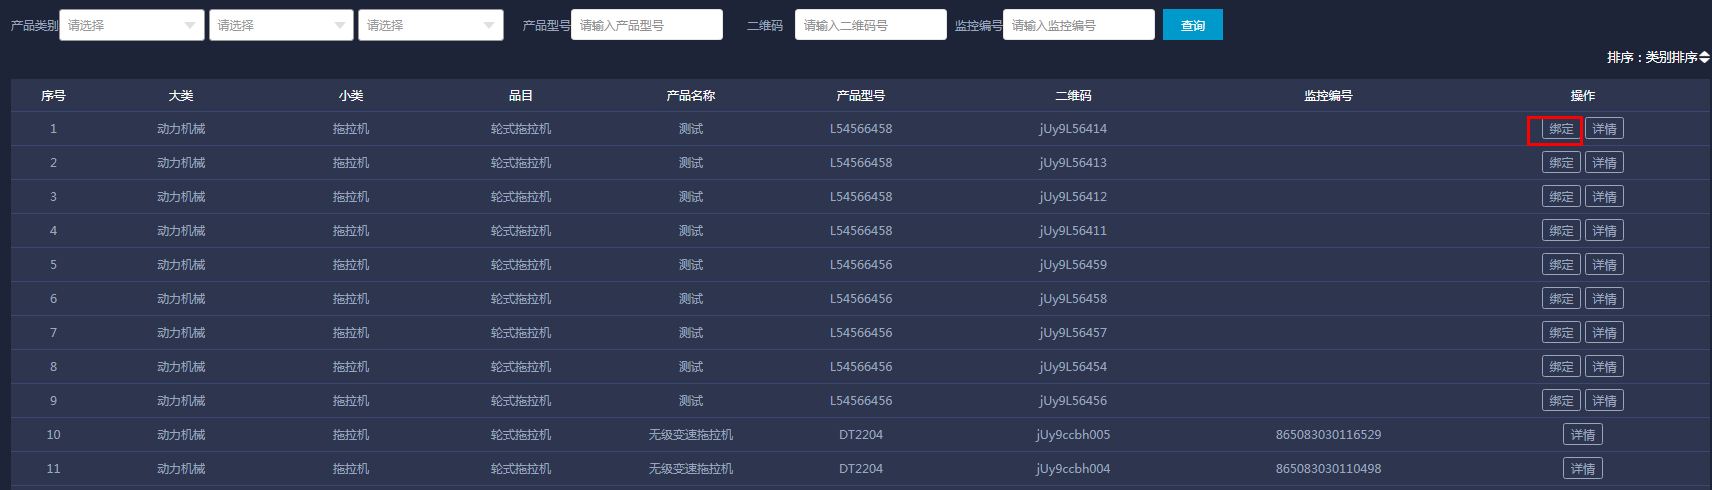 产品类别 请选择 请选择 请选择 产品型号 请输入产品型号 二维码 请输入二维码号 监控编号 请输入监控编号 查询
排序：类别排序
序号 大类 小类 品目 产品名称 产品型号 二维码 监控编号 操作
1 动力机械 拖拉机 轮式拖拉机 测试 L54566458 jUy9L56414 绑定 详情
2 动力机械 拖拉机 轮式拖拉机 测试 L54566458 jUy9L56413 绑定 详情
3 动力机械 拖拉机 轮式拖拉机 测试 L54566458 jUy9L56412 绑定 详情
4 动力机械 拖拉机 轮式拖拉机 测试 L54566458 jUy9L56411 绑定 详情
5 动力机械 拖拉机 轮式拖拉机 测试 L54566456 jUy9L56459 绑定 详情
6 动力机械 拖拉机 轮式拖拉机 测试 L54566456 jUy9L56458 绑定 详情
7 动力机械 拖拉机 轮式拖拉机 测试 L54566456 jUy9L56457 绑定 详情
8 动力机械 拖拉机 轮式拖拉机 测试 L54566456 jUy9L56454 绑定 详情
9 动力机械 拖拉机 轮式拖拉机 测试 L54566456 jUy9L56456 绑定 详情
10 动力机械 拖拉机 轮式拖拉机 无级变速拖拉机 DT2204 jUy9ccbh005 865083030116529 详情
11 动力机械 拖拉机 轮式拖拉机 无级变速拖拉机 DT2204 jUy9ccbh004 865083030110498 详情